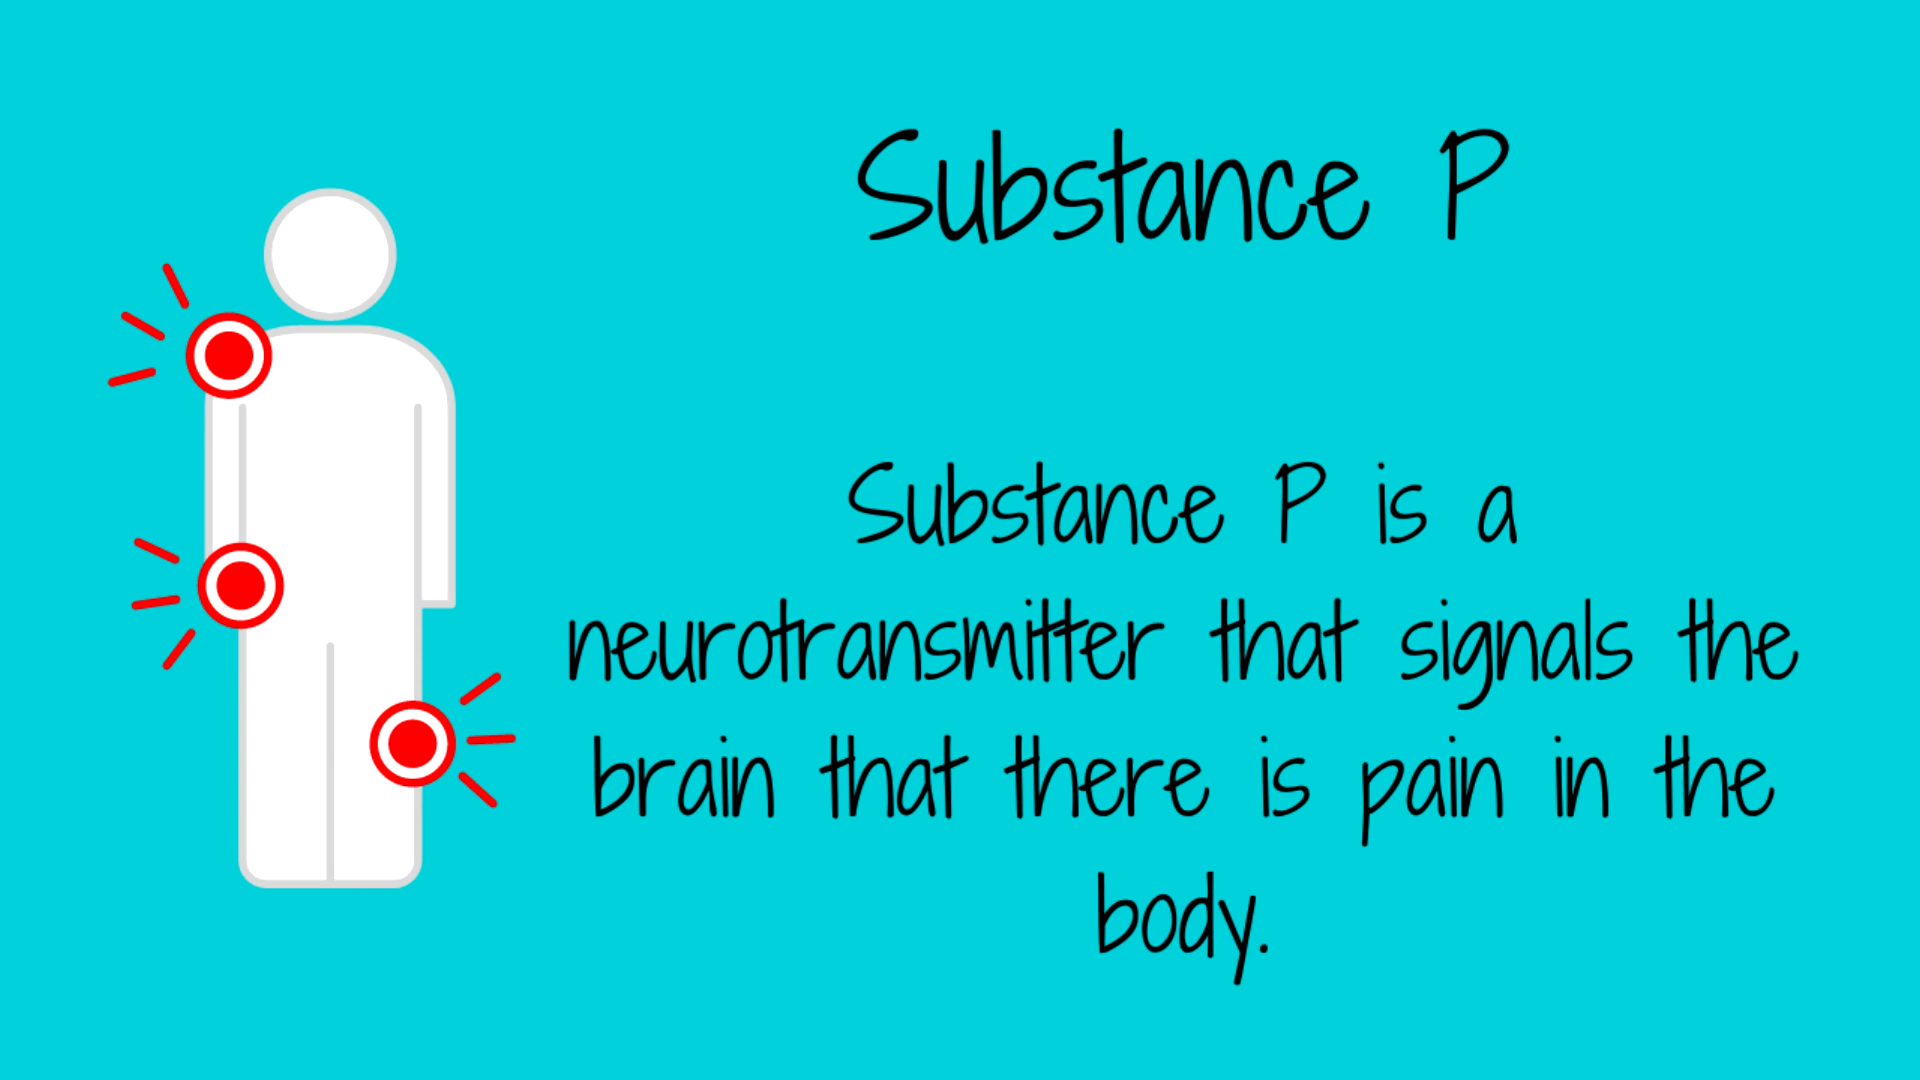 Substance P
Substance P is a
neurotransmitter that signals the
brain that there is pain in the
body.